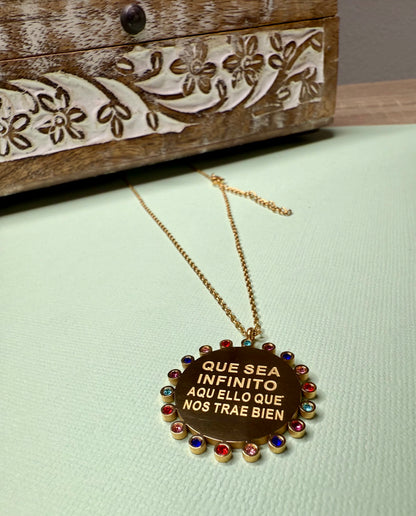 QUE SEA
INFINITO
AQU ELLO QUE
NOS TRAE BIEN